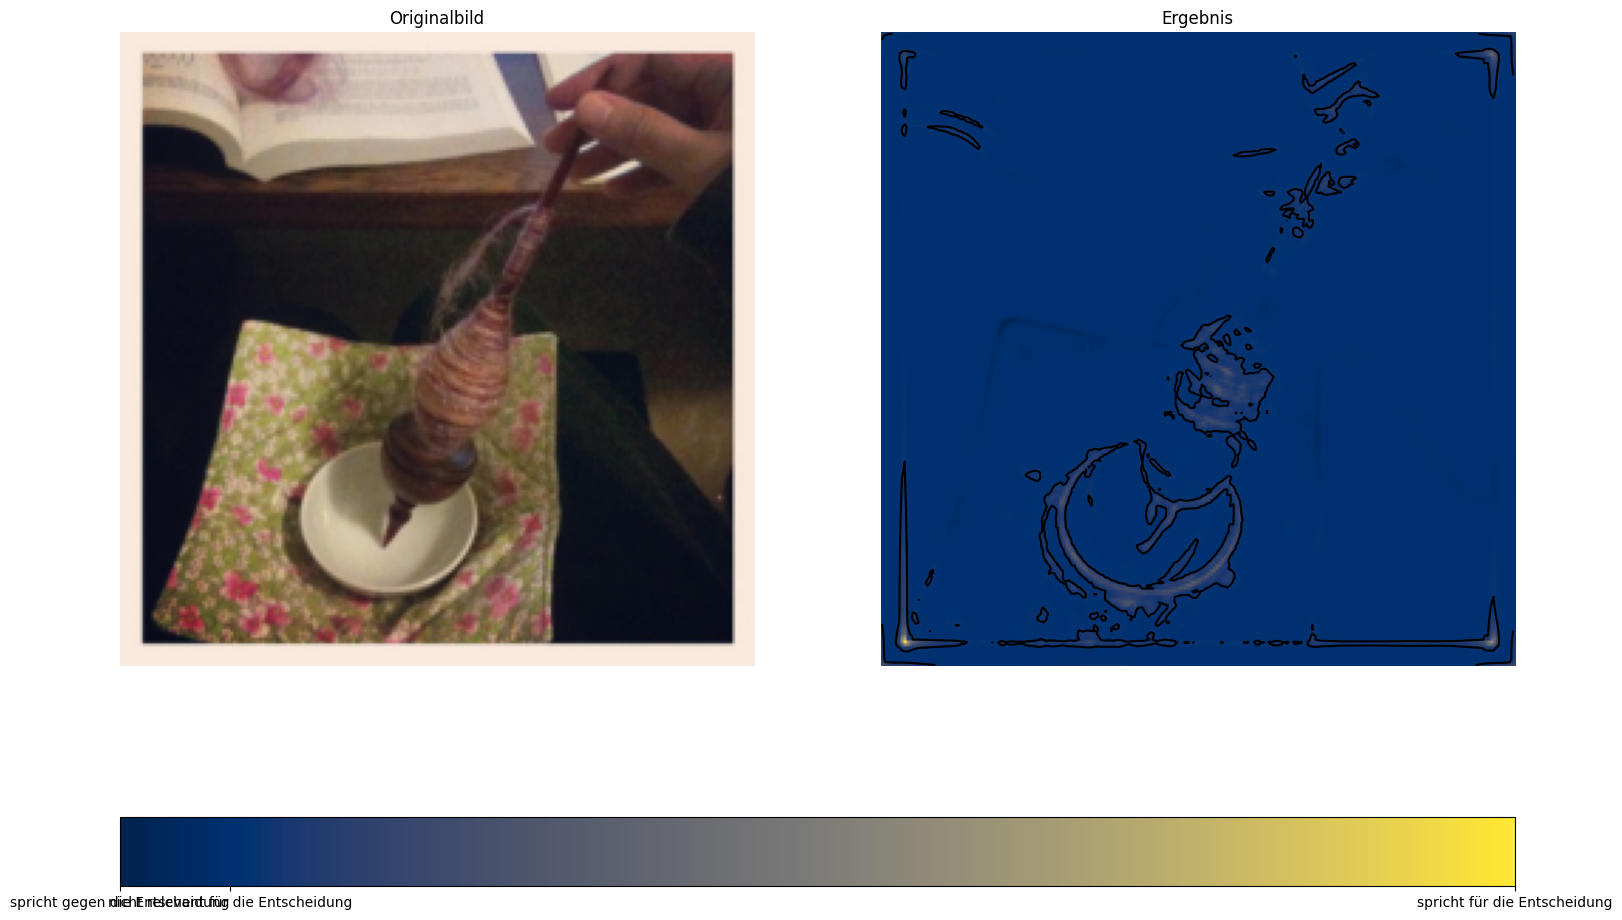 Originalbild
Ergebnis
spricht gegen die Entscheidung
nicht relevant für die Entscheidung
spricht für die Entscheidung